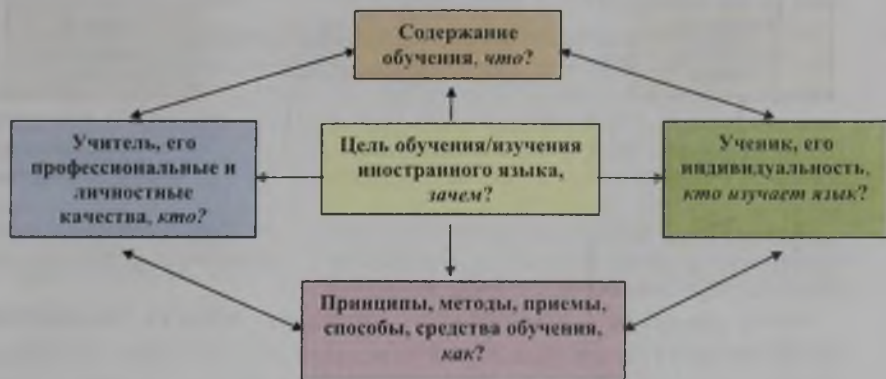 Содержание
обучения, что?
Учитель, его
профессиональные и
личностные
качества, кто?
Цель обучения/изучения
иностранного языка,
зачем?
Ученик, его
индивидуальность,
кто изучает язык?
Принципы, методы, приемы,
способы, средства обучения,
как?